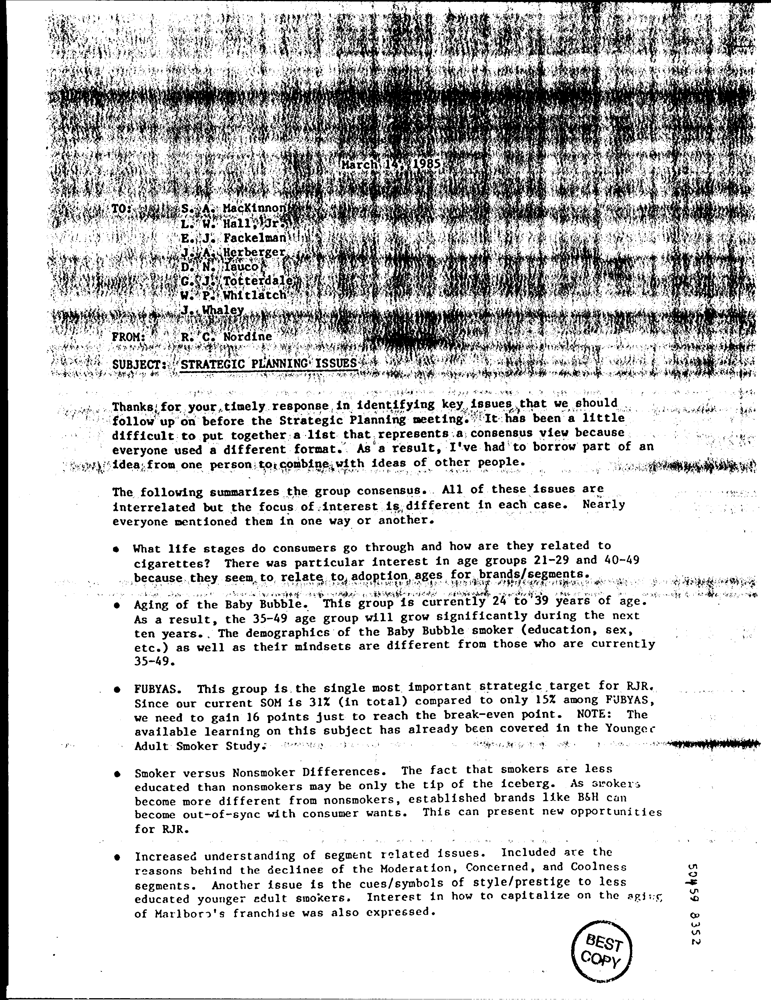 March 14, 1985
TO: S. A. MacKinnon
L. W. Hall, Jr.
E. J. Fackelman
J. A. Herberger
D. N. Iauco
G. J. Totterdale
W. P. Whitlatch
J. Whaley
FROM: R. C. Nordine
SUBJECT: STRATEGIC PLANNING ISSUES
Thanks for your timely response in identifying key issues that we should
follow up on before the Strategic Planning meeting. It has been a little
difficult to put together a list that represents a consensus view because
everyone used a different format. As a result, I've had to borrow part of an
idea from one person to combine with ideas of other people.
The following summarizes the group consensus. All of these issues are
interrelated but the focus of interest is different in each case. Nearly
everyone mentioned them in one way or another.
• What life stages do consumers go through and how are they related to
cigarettes? There was particular interest in age groups 21-29 and 40-49
because they seem to relate to adoption ages for brands/segments.
• Aging of the Baby Bubble. This group is currently 24 to 39 years of age.
As a result, the 35-49 age group will grow significantly during the next
ten years. The demographics of the Baby Bubble smoker (education, sex,
etc.) as well as their mindsets are different from those who are currently
35-49.
• FUBYAS. This group is the single most important strategic target for RJR.
Since our current SOM is 31% (in total) compared to only 15% among FUBYAS,
we need to gain 16 points just to reach the break-even point. NOTE: The
available learning on this subject has already been covered in the Younger
Adult Smoker Study.
• Smoker versus Nonsmoker Differences. The fact that smokers are less
educated than nonsmokers may be only the tip of the iceberg. As smokers
become more different from nonsmokers, established brands like B&H can
become out-of-sync with consumer wants. This can present new opportunities
for RJR.
• Increased understanding of segment related issues. Included are the
reasons behind the declines of the Moderation, Concerned, and Coolness
segments. Another issue is the cues/symbols of style/prestige to less
educated younger adult smokers. Interest in how to capitalize on the aging
of Marlboro's franchise was also expressed.
50459 8352
BEST
COPY